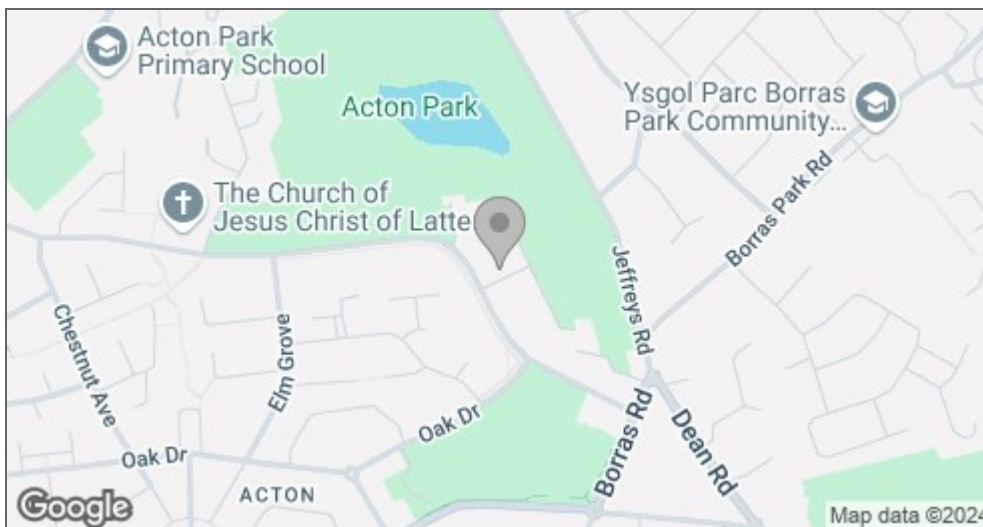 Acton Park
Primary School
Acton Park
Ysgol Parc Borras
Park Community...
The Church of
Jesus Christ of Latte
Borras Park Rd
Jeffreys Rd
Chestnut Ave
Elm Grove
Oak Dr
Oak Dr
Borras Rd
Dean Rd
ACTON
Google
Map data ©2024